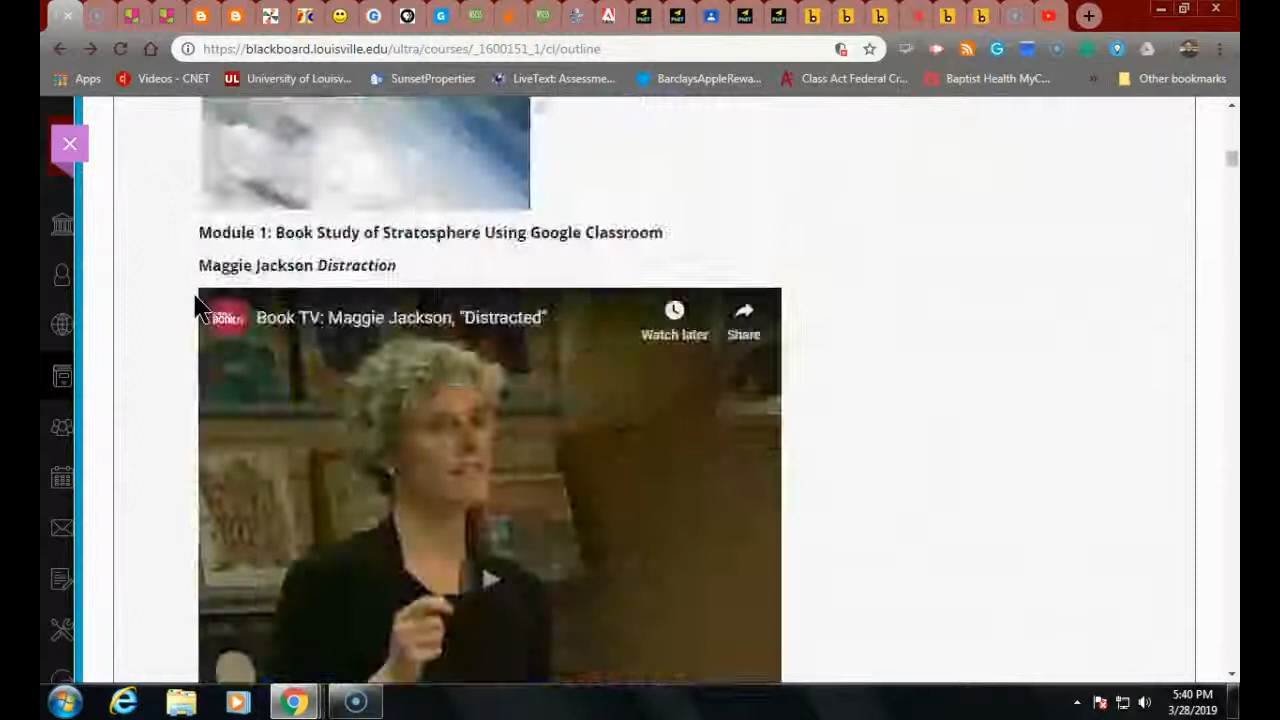 https://blackboard.louisville.edu/ultra/courses/_1600151_1/cl/outline
Apps
Videos - CNET
UL
University of Louisv...
SunsetProperties
LiveText: Assessme...
BarclaysAppleRewa...
Class Act Federal Cr...
Baptist Health MyC...
»
Other bookmarks
Module 1: Book Study of Stratosphere Using Google Classroom
Maggie Jackson Distraction
Book TV: Maggie Jackson, "Distracted"
Watch later
Share
5:40 PM
3/28/2019